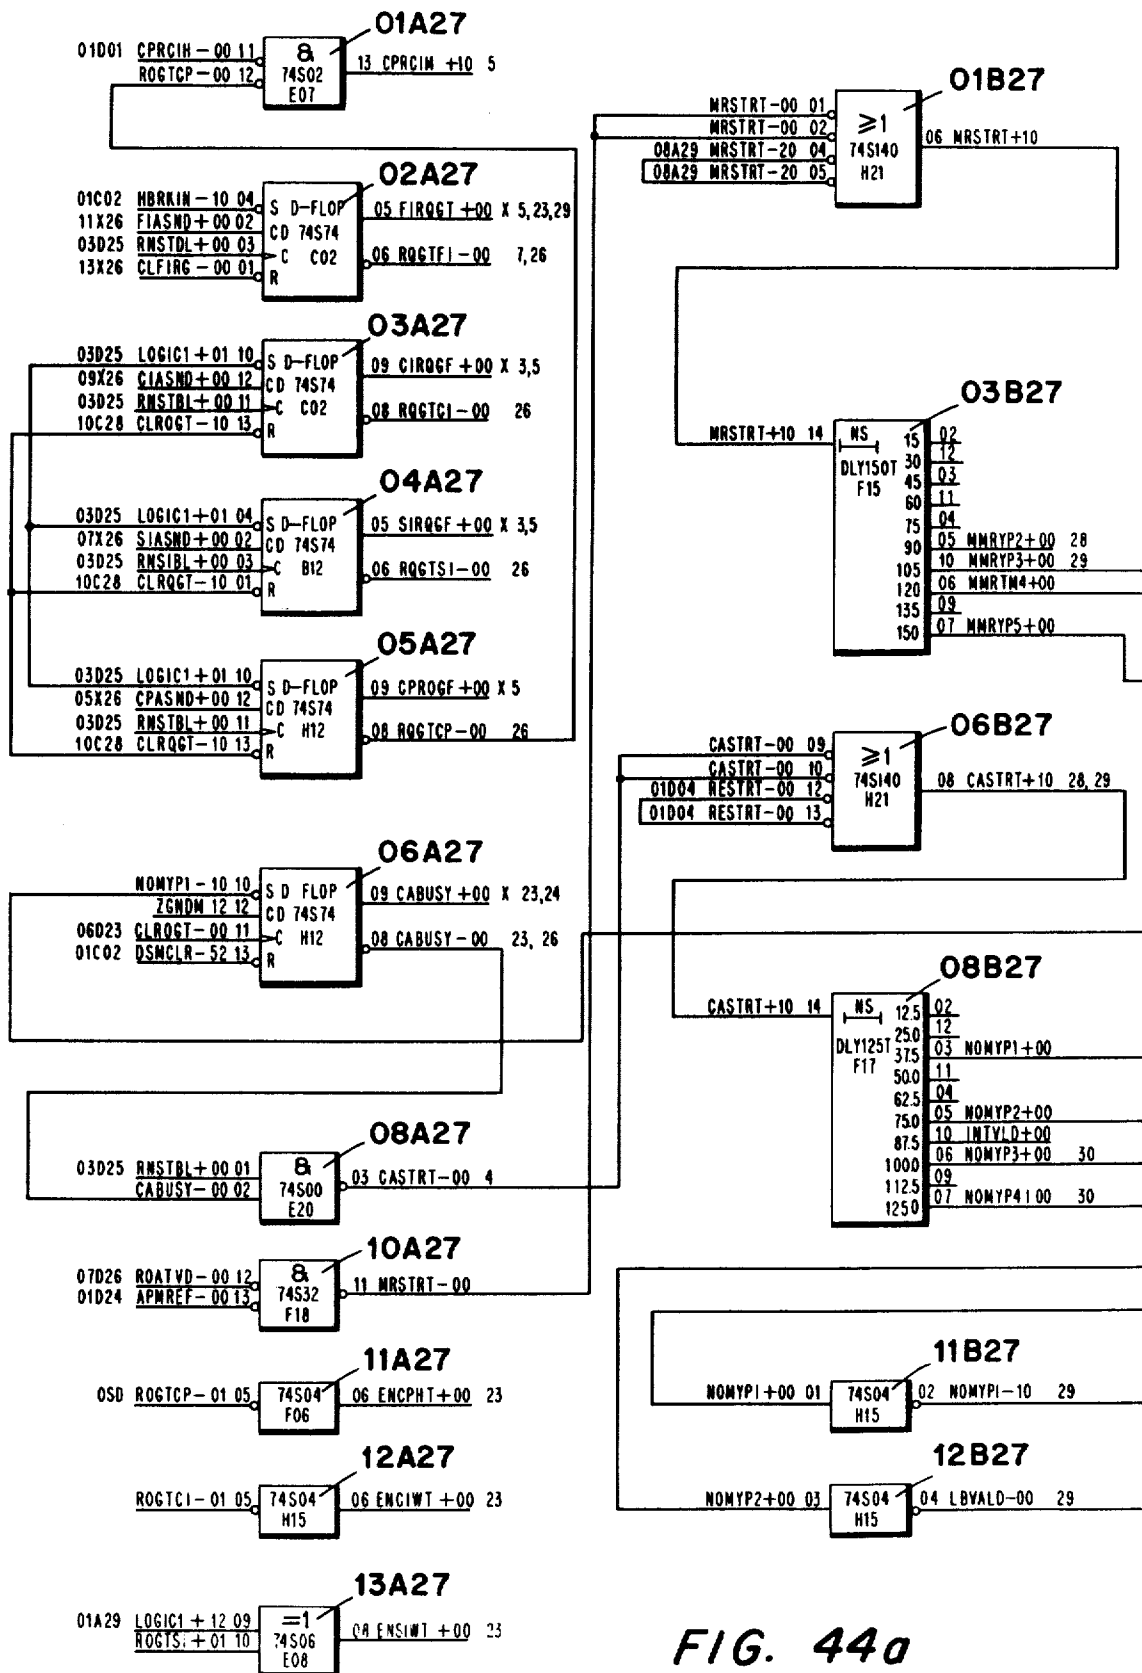 01A27
01D01 CPRCIH-00 11
ROGTCP-00 12
&
74S02
E07
13 CPRCIH +10 5
02A27
01C02 HBRKIN-10 04
11X26 FIASND+00 02
03D25 RNSTDL+00 03
13X26 CLFIRG-00 01
S D-FLOP
CD 74S74
C C02
R
05 FIRQGT +00 X 5,23,29
06 RQGTFI-00 7,26
03A27
03D25 LOGIC1+01 10
09X26 CIASND+00 12
03D25 RNSTBL+00 11
10C28 CLROGT-10 13
S D-FLOP
CD 74S74
C C02
R
09 CIRQGF+00 X 3,5
08 RQGTCI-00 26
04A27
03D25 LOGIC1+01 04
07X26 SIASND+00 02
03D25 RNSIBL+00 03
10C28 CLRQGT-10 01
S D-FLOP
CD 74S74
C B12
R
05 SIRQGF+00 X 3,5
06 RQGTSI-00 26
05A27
03D25 LOGIC1+01 10
05X26 CPASND+00 12
03D25 RNSTBL+00 11
10C28 CLRQGT-10 13
S D-FLOP
CD 74S74
C H12
R
09 CPROGF+00 X 5
08 RQGTCP-00 26
06A27
NOMYP1-10 10
ZGNDM 12 12
06D23 CLROGT-00 11
01C02 DSMCLR-52 13
S D FLOP
CD 74S74
C H12
R
09 CABUSY+00 X 23,24
08 CABUSY-00 23, 26
08A27
03D25 RNSTBL+00 01
CABUSY-00 02
&
74S00
E20
03 CASTRT-00 4
10A27
07D26 ROATVD-00 12
01D24 APMREF-00 13
&
74S32
F18
11 MRSTRT-00
11A27
OSD ROGTCP-01 05
74S04
F06
06 ENCPHT+00 23
12A27
ROGTCI-01 05
74S04
H15
06 ENCIWT+00 23
13A27
01A29 LOGIC1+12 09
ROGTSI+01 10
=1
74S06
E08
08 ENSIWT+00 23
01B27
MRSTRT-00 01
MRSTRT-00 02
08A29 MRSTRT-20 04
08A29 MRSTRT-20 05
⩾1
74S140
H21
06 MRSTRT+10
03B27
MRSTRT+10 14
NS
DLY150T
F15
15 02
30 12
45 03
60 11
75 04
90 05 MMRYP2+00 28
105 10 MMRYP3+00 29
120 06 MMRTM4+00
135 09
150 07 MMRYP5+00
06B27
CASTRT-00 09
CASTRT-00 10
01D04 RESTRT-00 12
01D04 RESTRT-00 13
⩾1
74S140
H21
08 CASTRT+10 28,29
08B27
CASTRT+10 14
NS
DLY125T
F17
12.5 02
25.0 12
37.5 03 NOMYP1+00
50.0 11
62.5 04
75.0 05 NOMYP2+00
87.5 10 INTVLD+00
100.0 06 NOMYP3+00 30
112.5 09
125.0 07 NOMYP4+00 30
11B27
NOMYP1+00 01
74S04
H15
02 NOMYP1-10 29
12B27
NOMYP2+00 03
74S04
H15
04 LBVALD-00 29
FIG. 44a